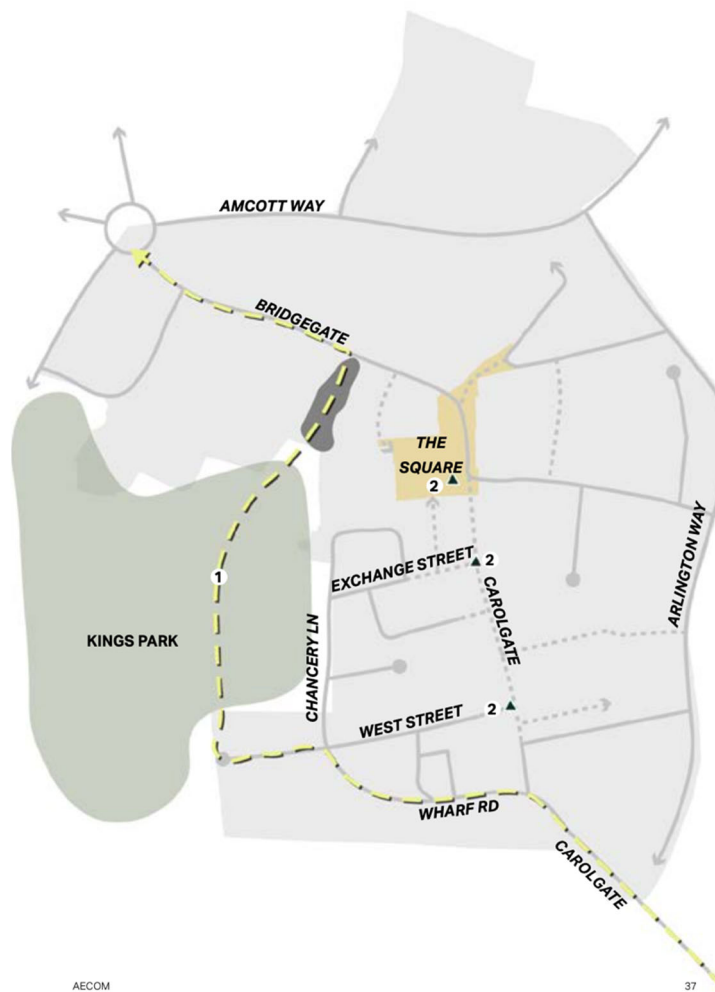 AMCOTT WAY
BRIDGEGATE
THE
SQUARE
2
EXCHANGE STREET
2
ARLINGTON WAY
1
CAROLGATE
KINGS PARK
CHANCERY LN
WEST STREET
2
WHARF RD
CAROLGATE
AECOM
37